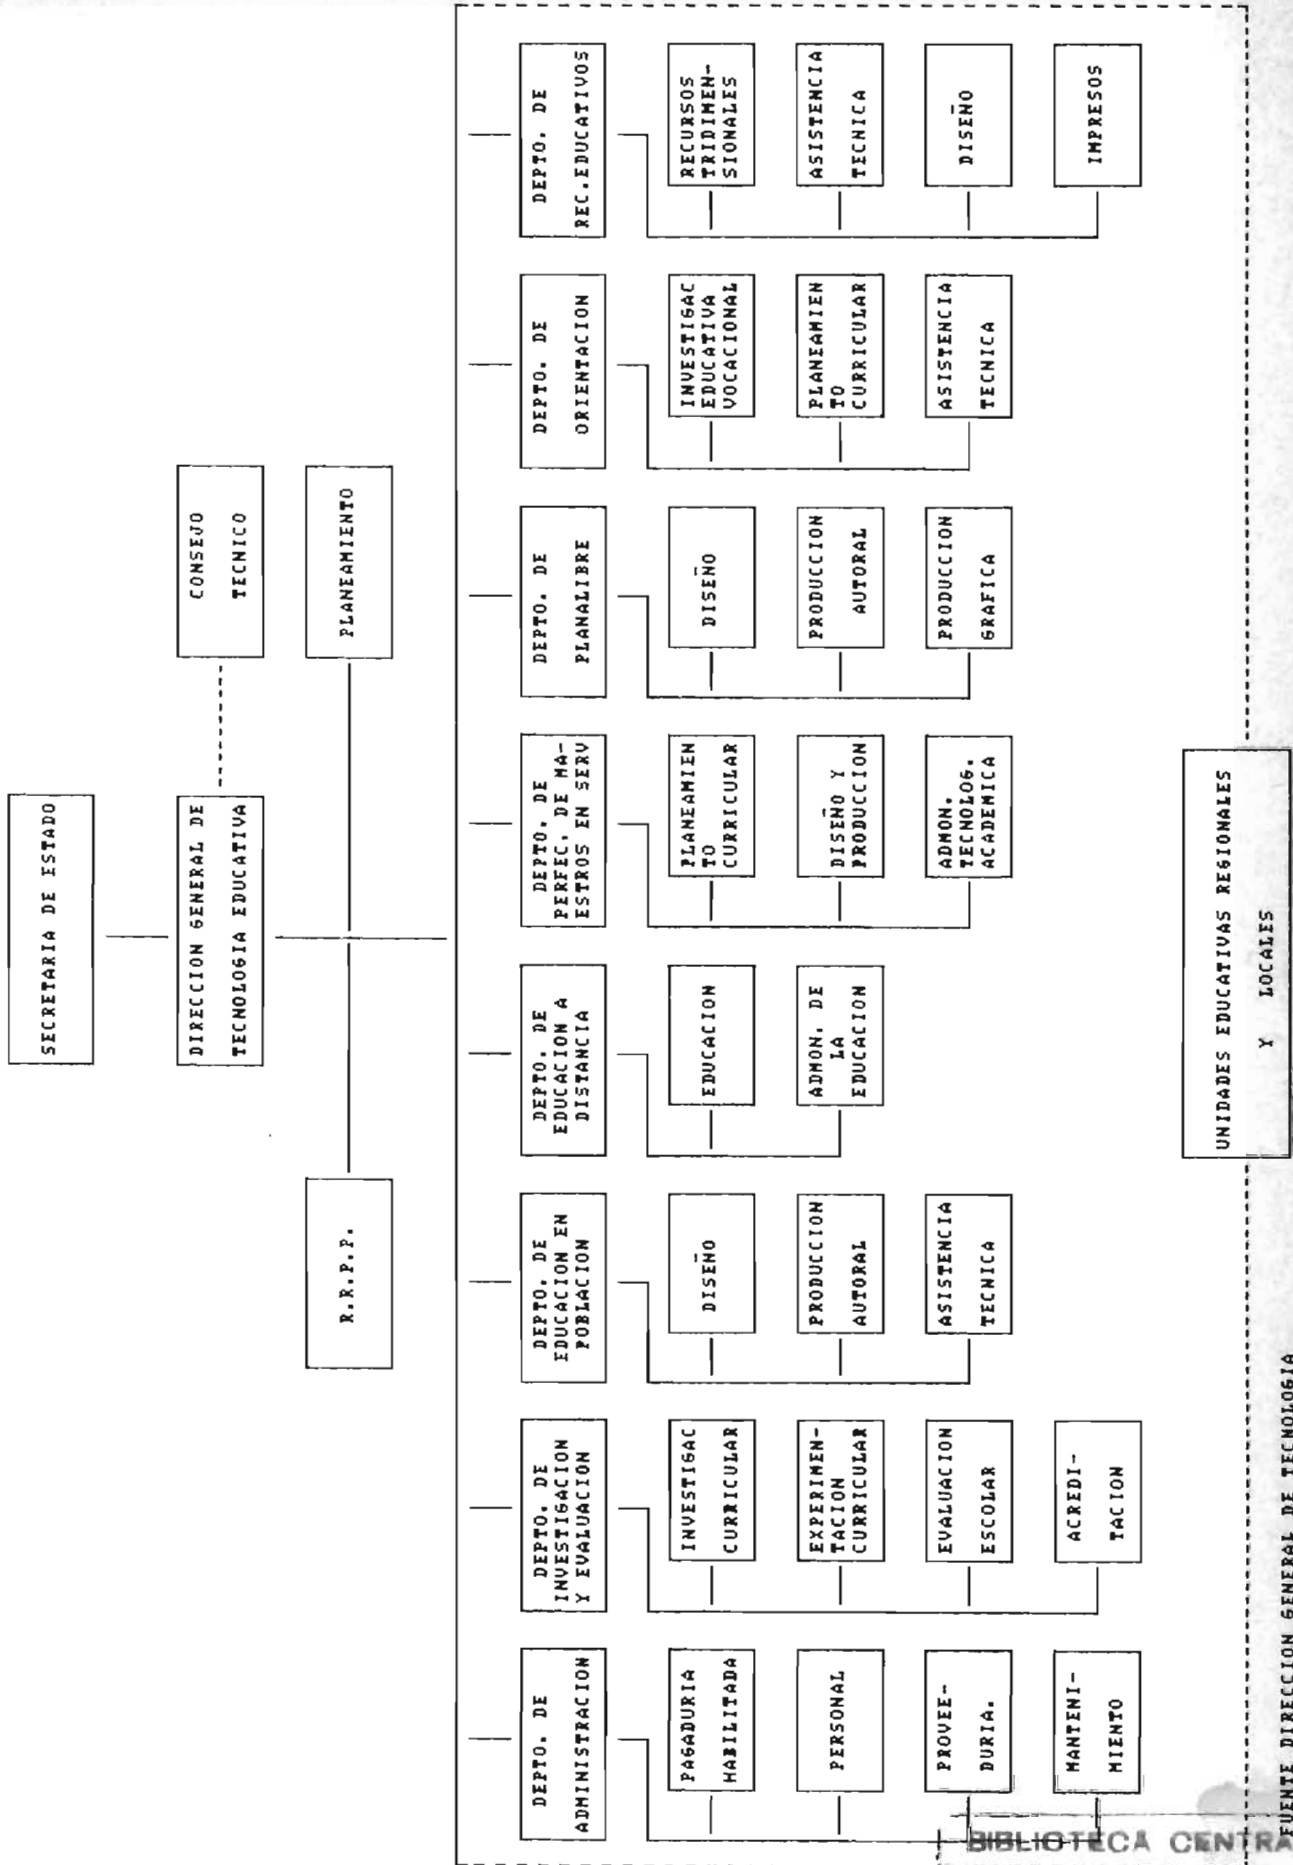 SECRETARIA DE ESTADO
DIRECCION GENERAL DE
TECNOLOGIA EDUCATIVA
CONSEJO
TECNICO
R.R.P.P.
PLANEAMIENTO
DEPTO. DE
ADMINISTRACION
PAGADURIA
HABILITADA
PERSONAL
PROVEE-
DURIA.
MANTENI-
MIENTO
DEPTO. DE
INVESTIGACION
Y EVALUACION
INVESTIGAC
CURRICULAR
EXPERIMEN-
TACION
CURRICULAR
EVALUACION
ESCOLAR
ACREDI-
TACION
DEPTO. DE
EDUCACION EN
POBLACION
DISEÑO
PRODUCCION
AUTORAL
ASISTENCIA
TECNICA
DEPTO. DE
EDUCACION A
DISTANCIA
EDUCACION
ADMON. DE
LA
EDUCACION
DEPTO. DE
PERFEC. DE MA-
ESTROS EN SERV
PLANEAMIEN
TO
CURRICULAR
DISEÑO Y
PRODUCCION
ADMON.
TECNOLOG.
ACADEMICA
DEPTO. DE
PLANALIBRE
DISEÑO
PRODUCCION
AUTORAL
PRODUCCION
GRAFICA
DEPTO. DE
ORIENTACION
INVESTIGAC
EDUCATIVA
VOCACIONAL
PLANEAMIEN
TO
CURRICULAR
ASISTENCIA
TECNICA
DEPTO. DE
REC.EDUCATIVOS
RECURSOS
TRIDIMEN-
SIONALES
ASISTENCIA
TECNICA
DISEÑO
IMPRESOS
UNIDADES EDUCATIVAS REGIONALES
Y LOCALES
FUENTE DIRECCION GENERAL DE TECNOLOGIA
BIBLIOTECA CENTRA